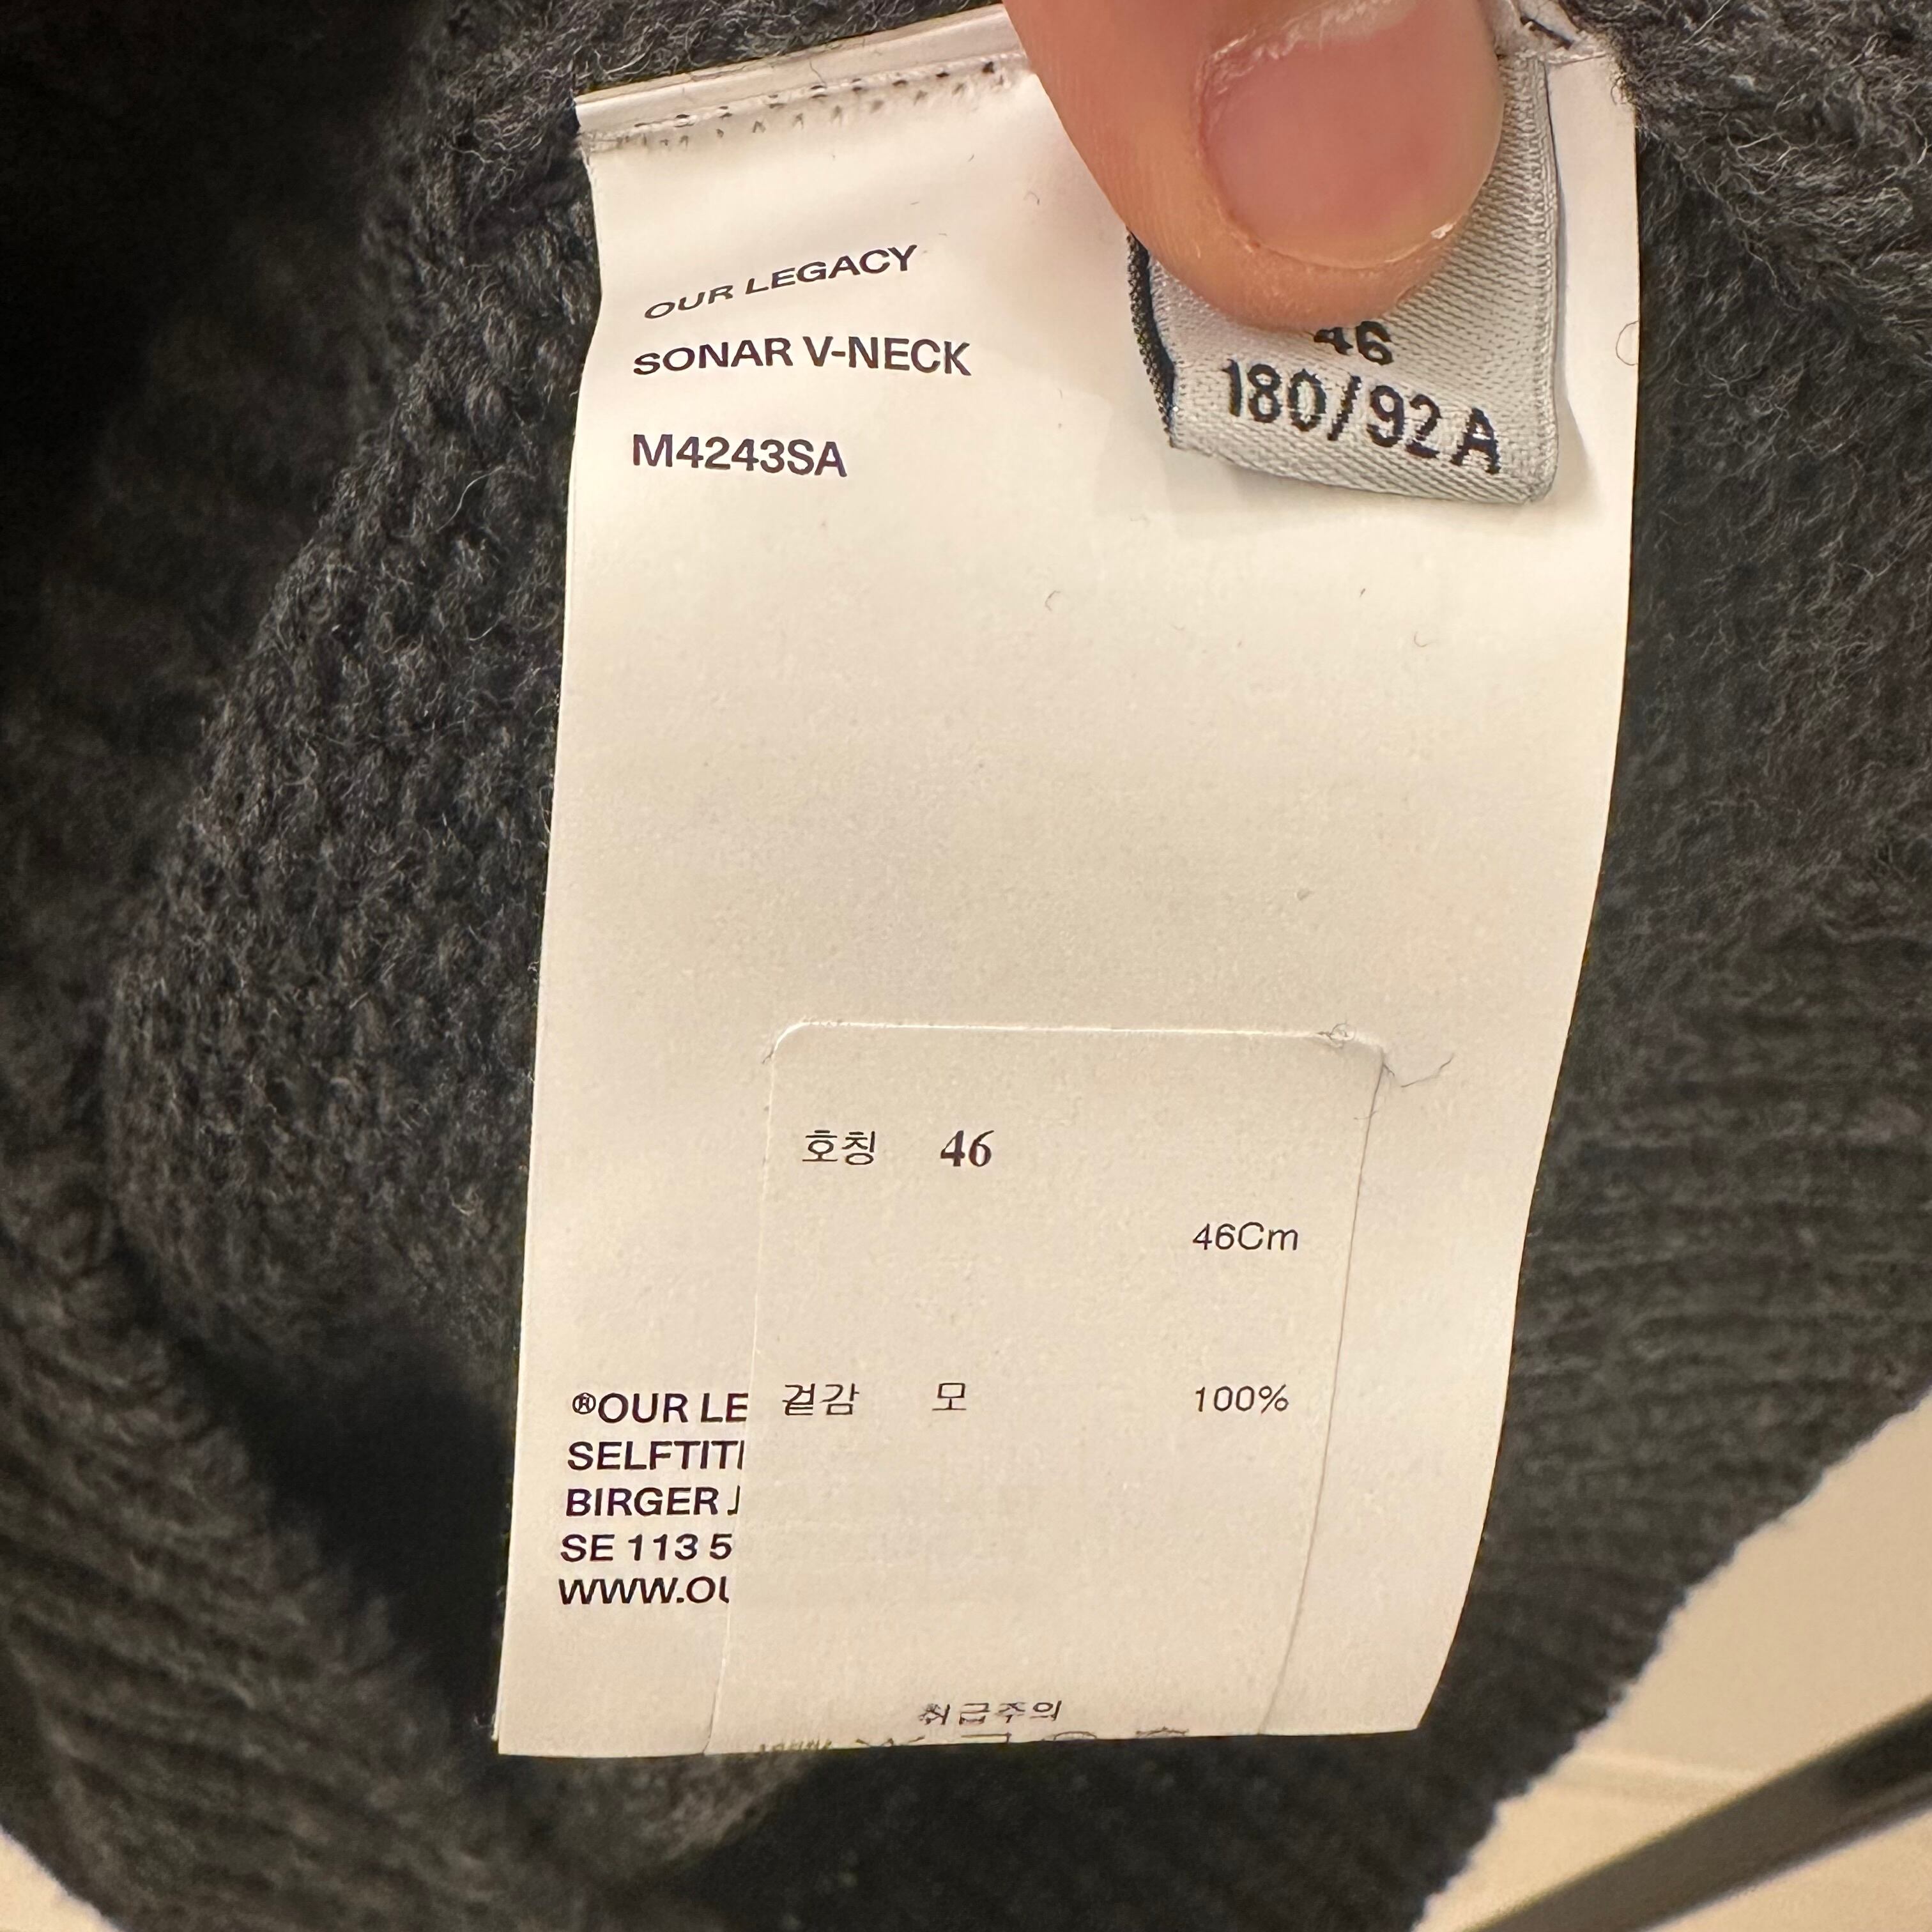 OUR LEGACY
SONAR V-NECK
M4243SA
46
180/92 A
호칭 46
46Cm
겉감 모 100%
®OUR LE
SELFTIT
BIRGER J
SE 113 5
WWW.OU
취급주의